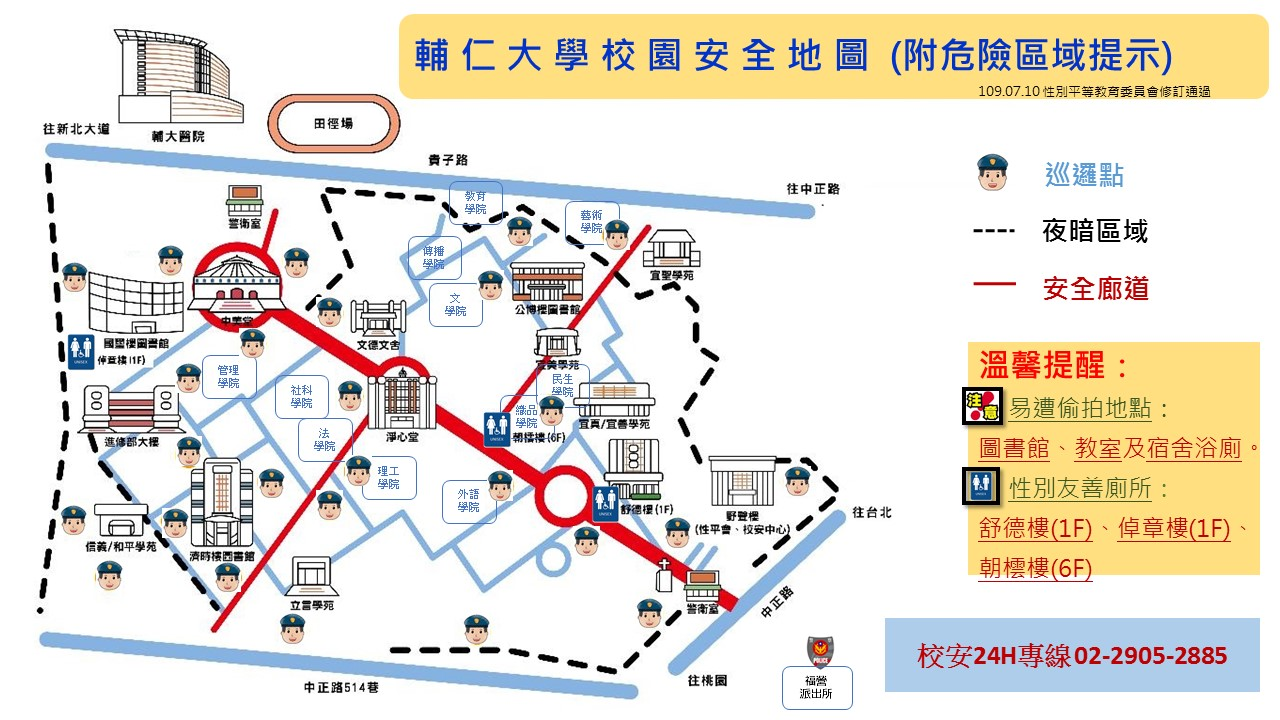 輔仁大學校園安全地圖 (附危險區域提示)
109.07.10 性別平等教育委員會修訂通過
輔大醫院
田徑場
往新北大道
貴子路
往中正路
巡邏點
夜暗區域
安全廊道
警衛室
教育
學院
藝術
學院
傳播
學院
文
學院
宜聖學苑
公博樓圖書館
中美堂
國璽樓圖書館
倬章樓(1F)
UNISEX
文德文舍
宜美學苑
管理
學院
社科
學院
法
學院
理工
學院
淨心堂
民生
學院
織品
學院
朝橒樓(6F)
UNISEX
宜真/宜善學苑
進修部大樓
外語
學院
舒德樓(1F)
UNISEX
野聲樓
(性平會、校安中心)
往台北
信義/和平學苑
濟時樓圖書館
立言學苑
警衛室
中正路
往桃園
中正路514巷
POLICE
福營
派出所
溫馨提醒：
注意
易遭偷拍地點：
圖書館、教室及宿舍浴廁。
UNISEX
性別友善廁所：
舒德樓(1F)、倬章樓(1F)、
朝橒樓(6F)
校安24H專線02-2905-2885